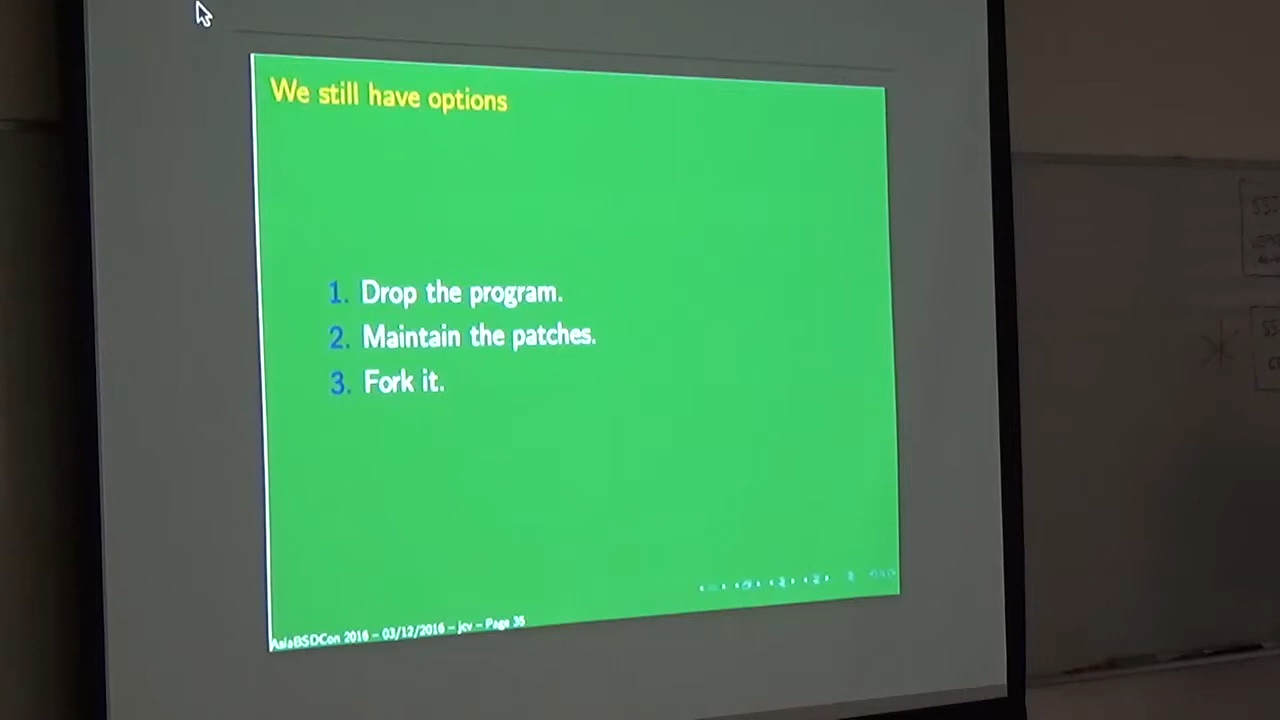 We still have options
1. Drop the program.
2. Maintain the patches.
3. Fork it.
AsiaBSDCon 2016 – 03/12/2016 – jcv – Page 35